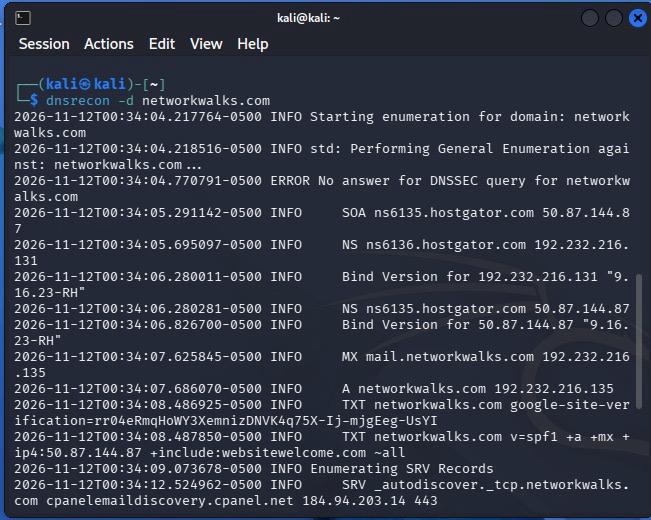 kali@kali: ~
Session Actions Edit View Help
┌──(kali㉿kali)-[~]
└─$ dnsrecon -d networkwalks.com
2026-11-12T00:34:04.217764-0500 INFO Starting enumeration for domain: network
walks.com
2026-11-12T00:34:04.218516-0500 INFO std: Performing General Enumeration agai
nst: networkwalks.com...
2026-11-12T00:34:04.770791-0500 ERROR No answer for DNSSEC query for networkw
alks.com
2026-11-12T00:34:05.291142-0500 INFO     SOA ns6135.hostgator.com 50.87.144.8
7
2026-11-12T00:34:05.695097-0500 INFO     NS ns6136.hostgator.com 192.232.216.
131
2026-11-12T00:34:06.280011-0500 INFO     Bind Version for 192.232.216.131 "9.
16.23-RH"
2026-11-12T00:34:06.280281-0500 INFO     NS ns6135.hostgator.com 50.87.144.87
2026-11-12T00:34:06.826700-0500 INFO     Bind Version for 50.87.144.87 "9.16.
23-RH"
2026-11-12T00:34:07.625845-0500 INFO     MX mail.networkwalks.com 192.232.216
.135
2026-11-12T00:34:07.686070-0500 INFO     A networkwalks.com 192.232.216.135
2026-11-12T00:34:08.486925-0500 INFO     TXT networkwalks.com google-site-ver
ification=rr04eRmqHoWY3XemnizDNVK4q75X-Ij-mjgEeg-UsYI
2026-11-12T00:34:08.487850-0500 INFO     TXT networkwalks.com v=spf1 +a +mx +
ip4:50.87.144.87 +include:websitewelcome.com ~all
2026-11-12T00:34:09.073678-0500 INFO Enumerating SRV Records
2026-11-12T00:34:12.524962-0500 INFO     SRV _autodiscover._tcp.networkwalks.
com cpanelemaildiscovery.cpanel.net 184.94.203.14 443